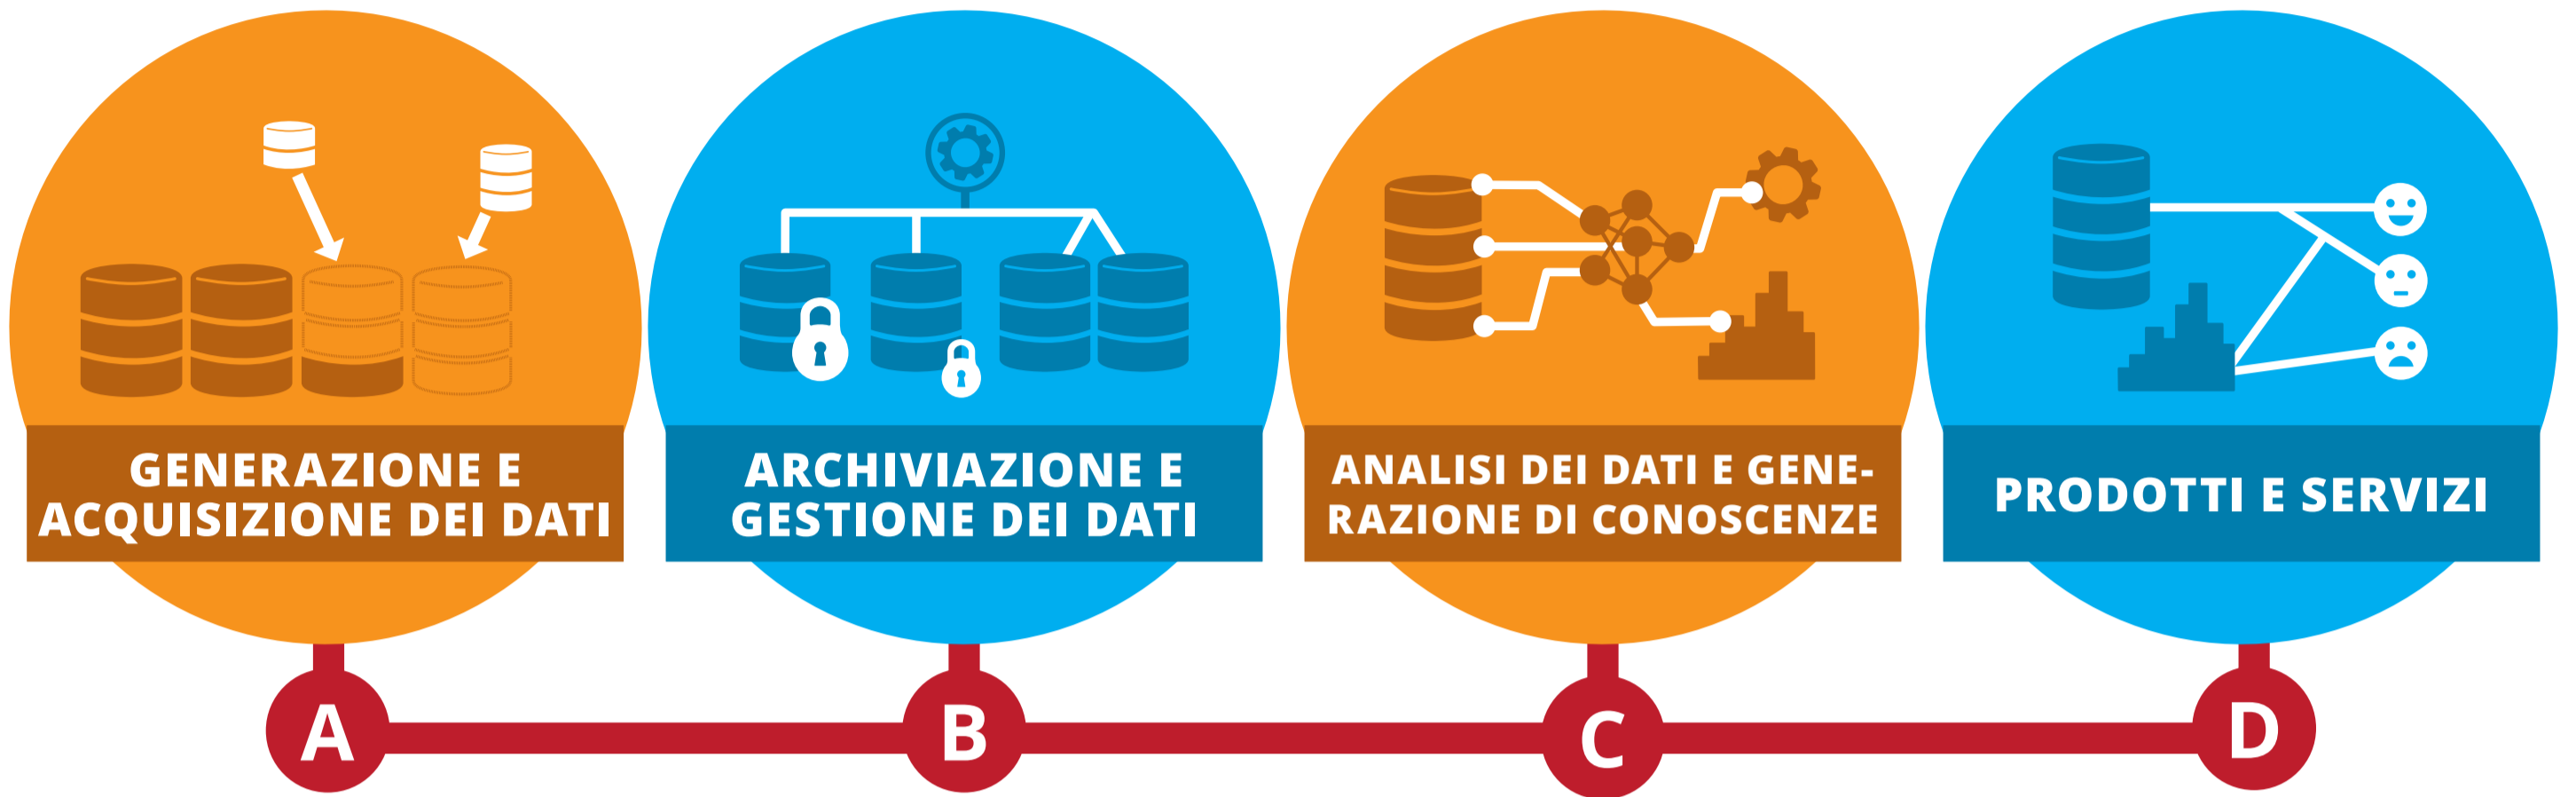 GENERAZIONE E
ACQUISIZIONE DEI DATI
ARCHIVIAZIONE E
GESTIONE DEI DATI
ANALISI DEI DATI E GENE-
RAZIONE DI CONOSCENZE
PRODOTTI E SERVIZI
A
B
C
D